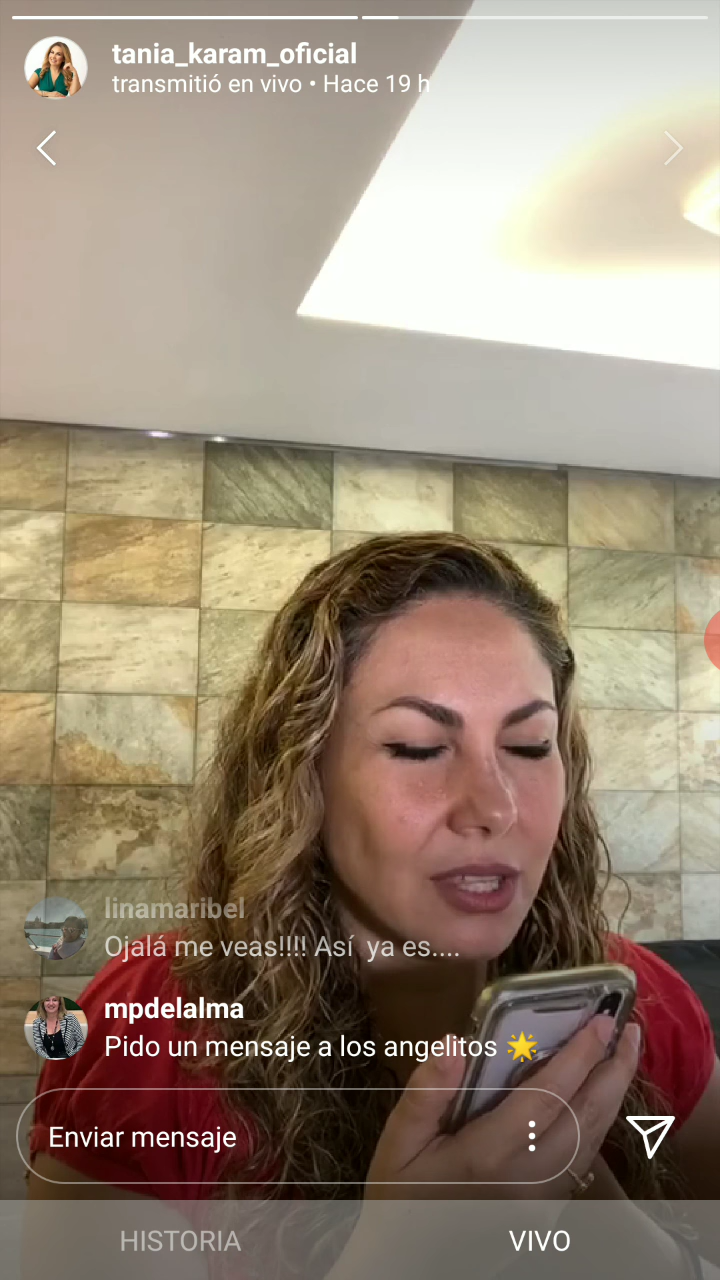 tania_karam_oficial
transmitió en vivo • Hace 19 h
linamaribel
Ojalá me veas!!!! Así ya es....
mpdelalma
Pido un mensaje a los angelitos 🌟
Enviar mensaje
HISTORIA
VIVO